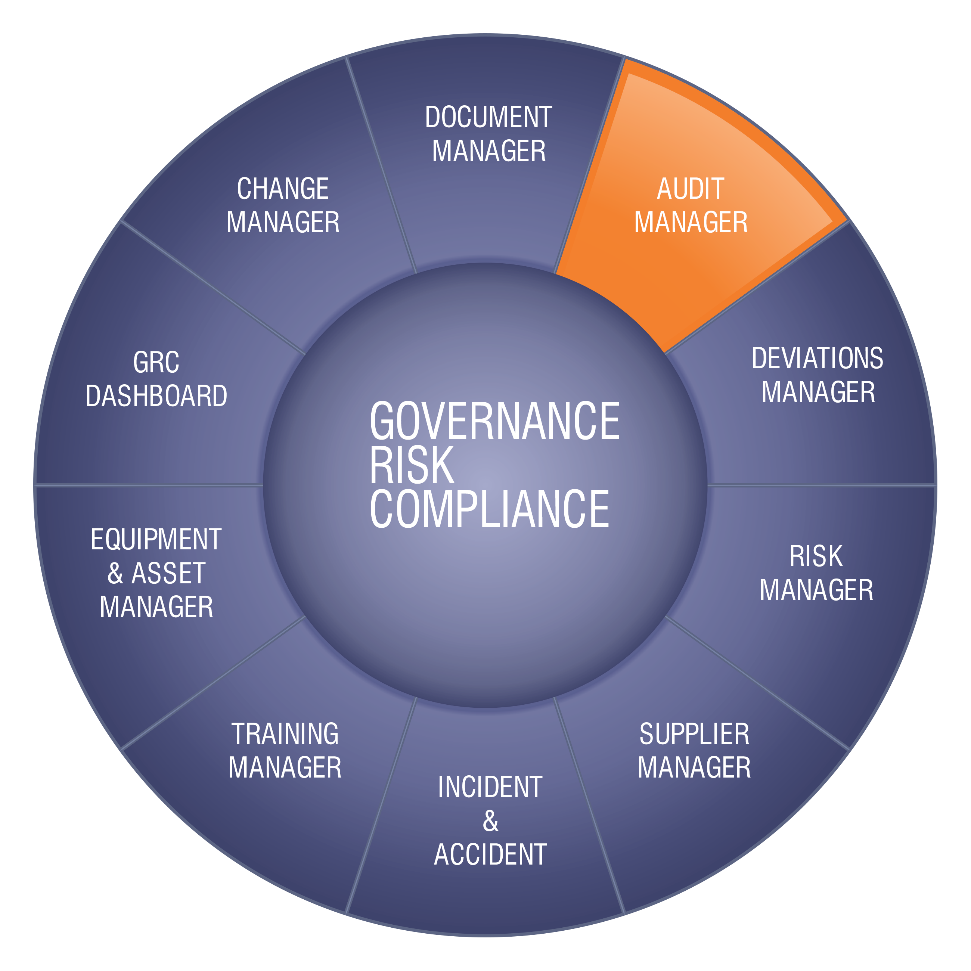 DOCUMENT
MANAGER
AUDIT
MANAGER
DEVIATIONS
MANAGER
RISK
MANAGER
SUPPLIER
MANAGER
INCIDENT
&
ACCIDENT
TRAINING
MANAGER
EQUIPMENT
& ASSET
MANAGER
GRC
DASHBOARD
CHANGE
MANAGER
GOVERNANCE
RISK
COMPLIANCE